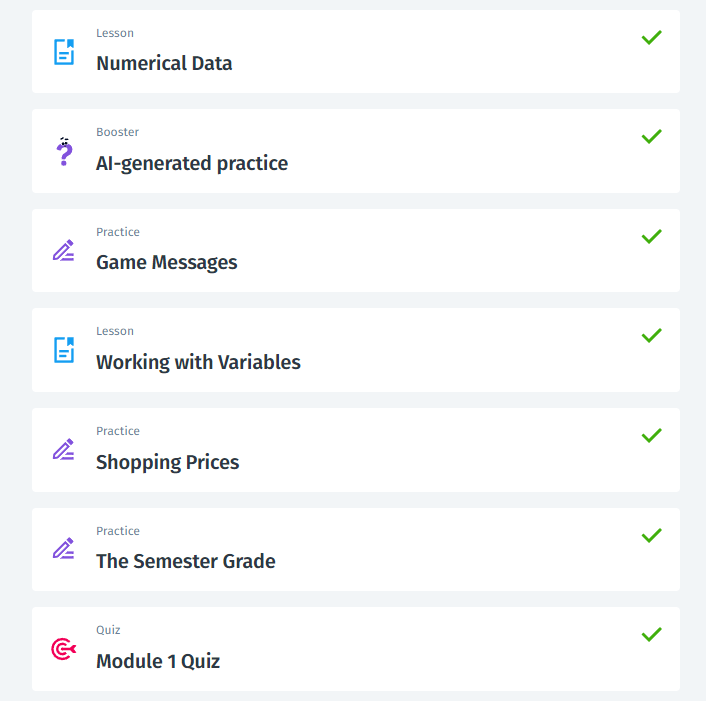 Lesson
Numerical Data
Booster
AI-generated practice
Practice
Game Messages
Lesson
Working with Variables
Practice
Shopping Prices
Practice
The Semester Grade
Quiz
Module 1 Quiz